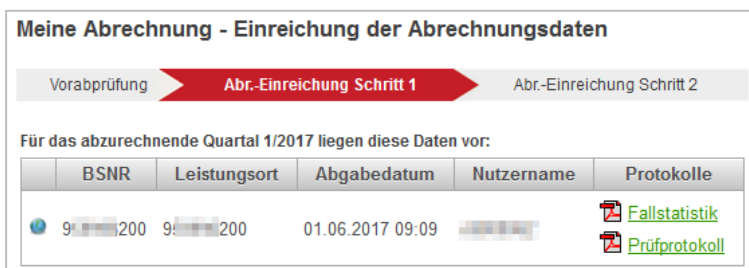 Meine Abrechnung - Einreichung der Abrechnungsdaten
Vorabprüfung Abr.-Einreichung Schritt 1 Abr.-Einreichung Schritt 2
Für das abzurechnende Quartal 1/2017 liegen diese Daten vor:
BSNR Leistungsort Abgabedatum Nutzername Protokolle
01.06.2017 09:09 Fallstatistik
Prüfprotokoll